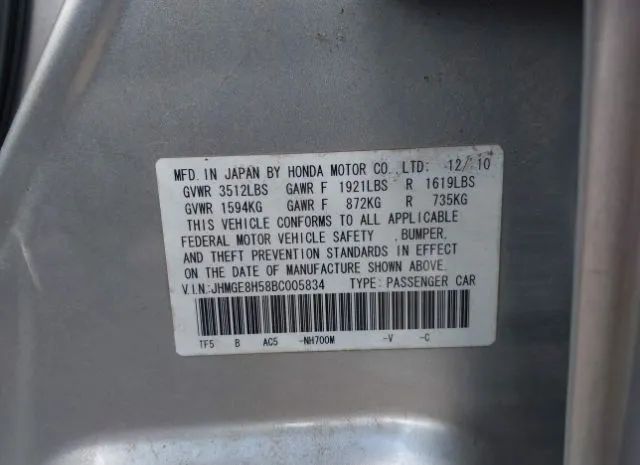 MFD. IN JAPAN BY HONDA MOTOR CO., LTD: 12/10
GVWR 3512LBS GAWR F 1921LBS R 1619LBS
GVWR 1594KG GAWR F 872KG R 735KG
THIS VEHICLE CONFORMS TO ALL APPLICABLE
FEDERAL MOTOR VEHICLE SAFETY , BUMPER,
AND THEFT PREVENTION STANDARDS IN EFFECT
ON THE DATE OF MANUFACTURE SHOWN ABOVE.
V.I.N.:JHMGE8H58BC005834 TYPE: PASSENGER CAR
TF5 B AC5 -NH700M -V -C